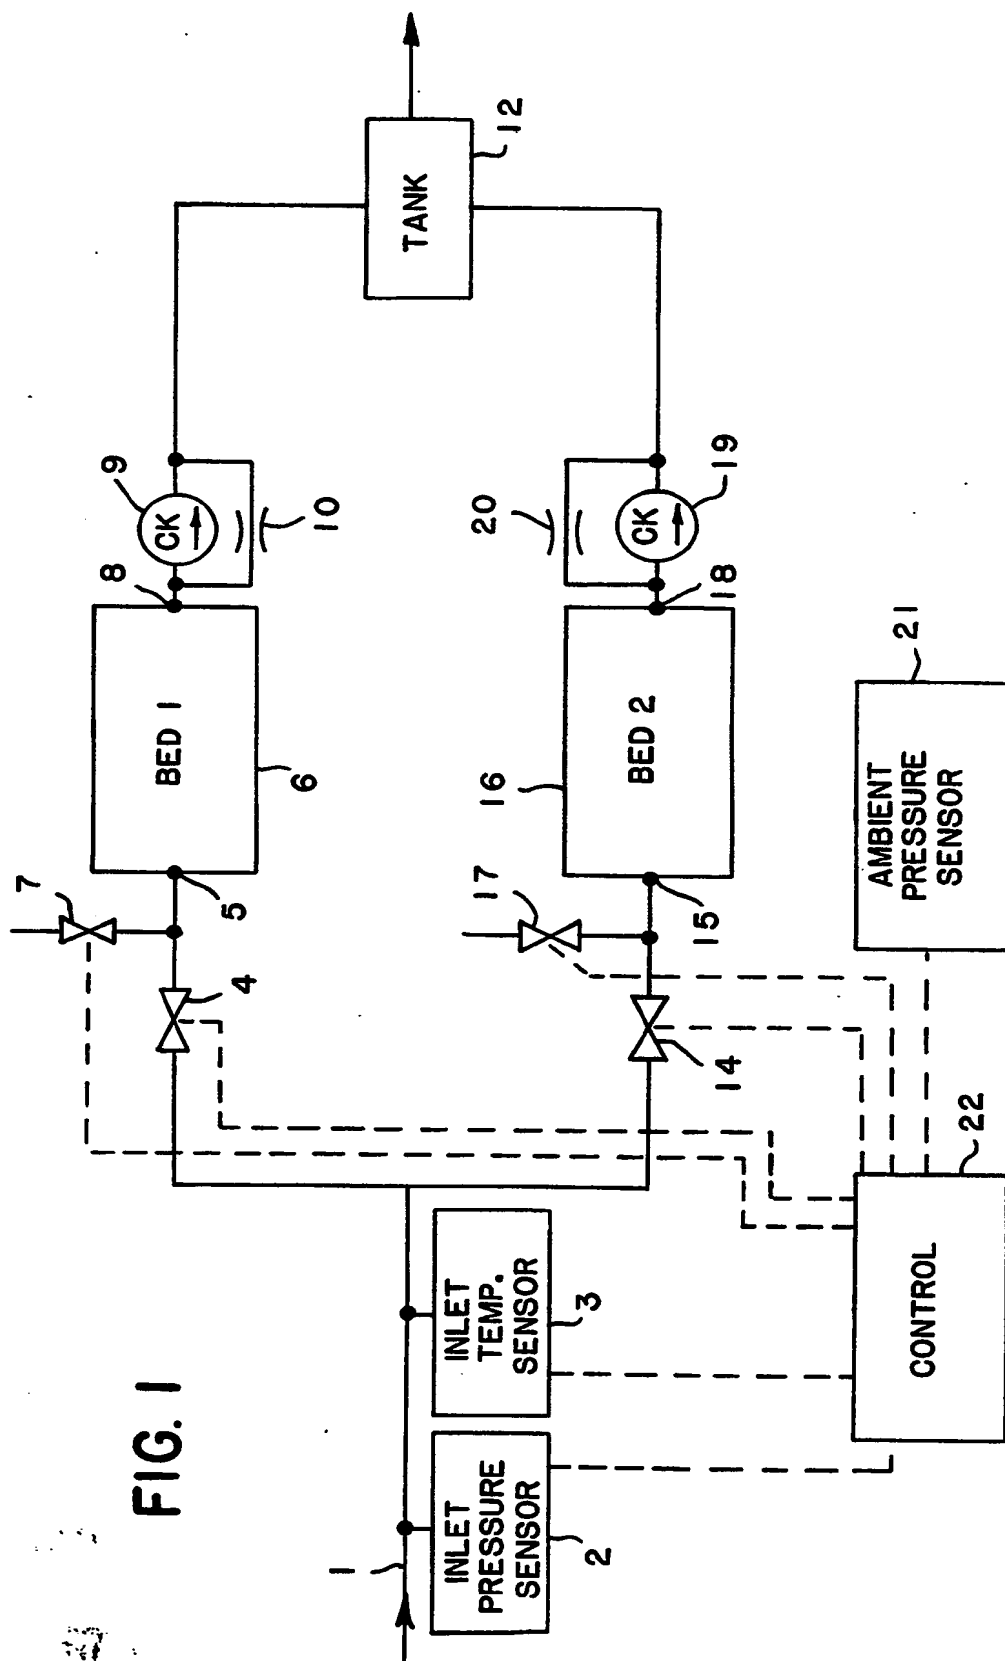 FIG. 1
1
INLET
PRESSURE
SENSOR
2
INLET
TEMP.
SENSOR
3
4
7
5
BED 1
6
8
9
CK
10
TANK
12
14
17
15
16
BED 2
18
20
CK
19
CONTROL
22
AMBIENT
PRESSURE
SENSOR
21